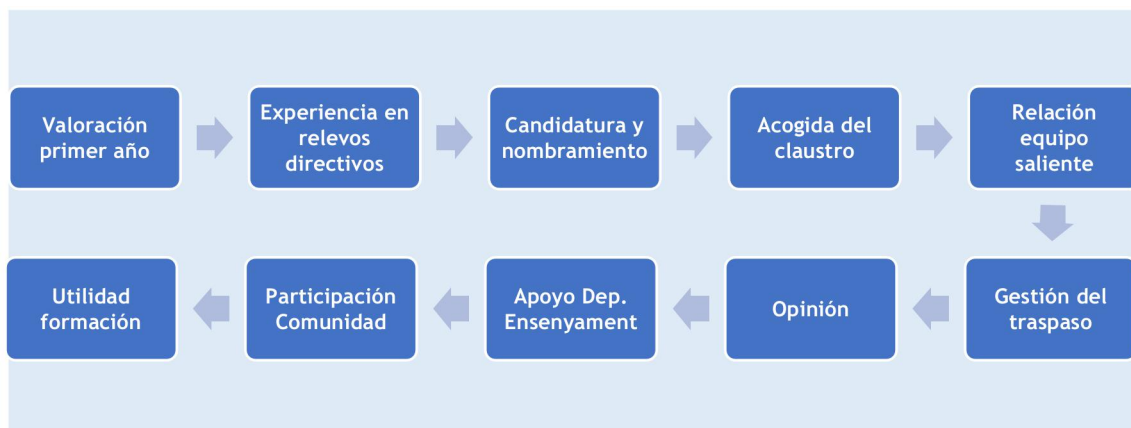 Valoración
primer año
Experiencia en
relevos
directivos
Candidatura y
nombramiento
Acogida del
claustro
Relación
equipo
saliente
Gestión del
traspaso
Opinión
Apoyo Dep.
Ensenyament
Participación
Comunidad
Utilidad
formación